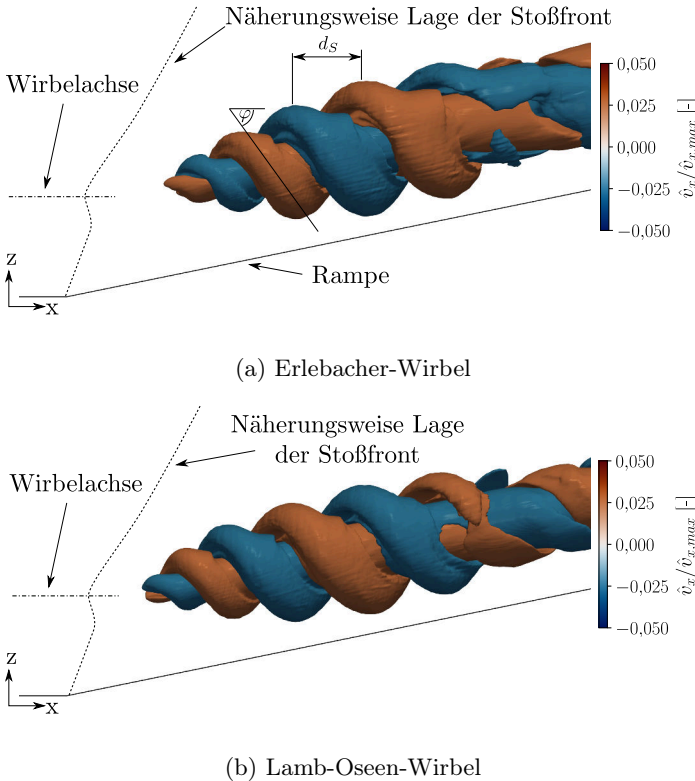 Näherungsweise Lage der Stoßfront
d_S
Wirbelachse
φ
0,050
0,025
0,000
−0,025
−0,050
v̂_x/v̂_{x,max} [-]
Rampe
z
x
(a) Erlebacher-Wirbel
Näherungsweise Lage
der Stoßfront
Wirbelachse
0,050
0,025
0,000
−0,025
−0,050
v̂_x/v̂_{x,max} [-]
z
x
(b) Lamb-Oseen-Wirbel